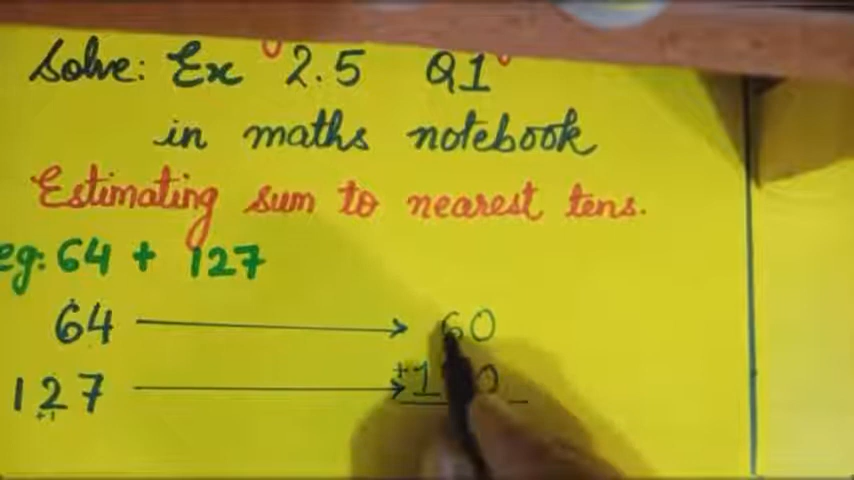 Solve: Ex 2.5 Q1
in maths notebook
Estimating sum to nearest tens.
eg: 64 + 127
64 → 60
127 →
+1